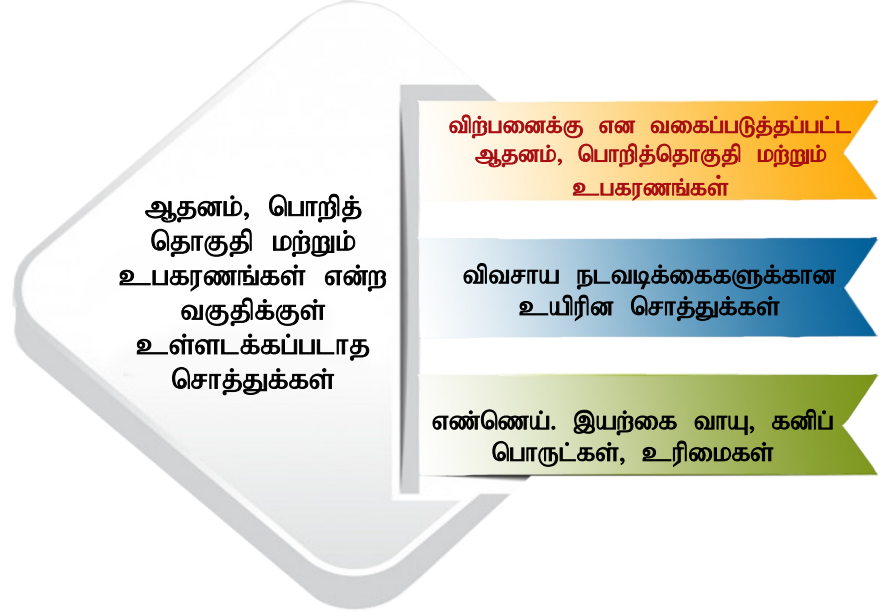 ஆதனம், பொறித்
தொகுதி மற்றும்
உபகரணங்கள் என்ற
வகுதிக்குள்
உள்ளடக்கப்படாத
சொத்துக்கள்
விற்பனைக்கு என வகைப்படுத்தப்பட்ட
ஆதனம், பொறித்தொகுதி மற்றும்
உபகரணங்கள்
விவசாய நடவடிக்கைகளுக்கான
உயிரின சொத்துக்கள்
எண்ணெய். இயற்கை வாயு, கனிப்
பொருட்கள், உரிமைகள்